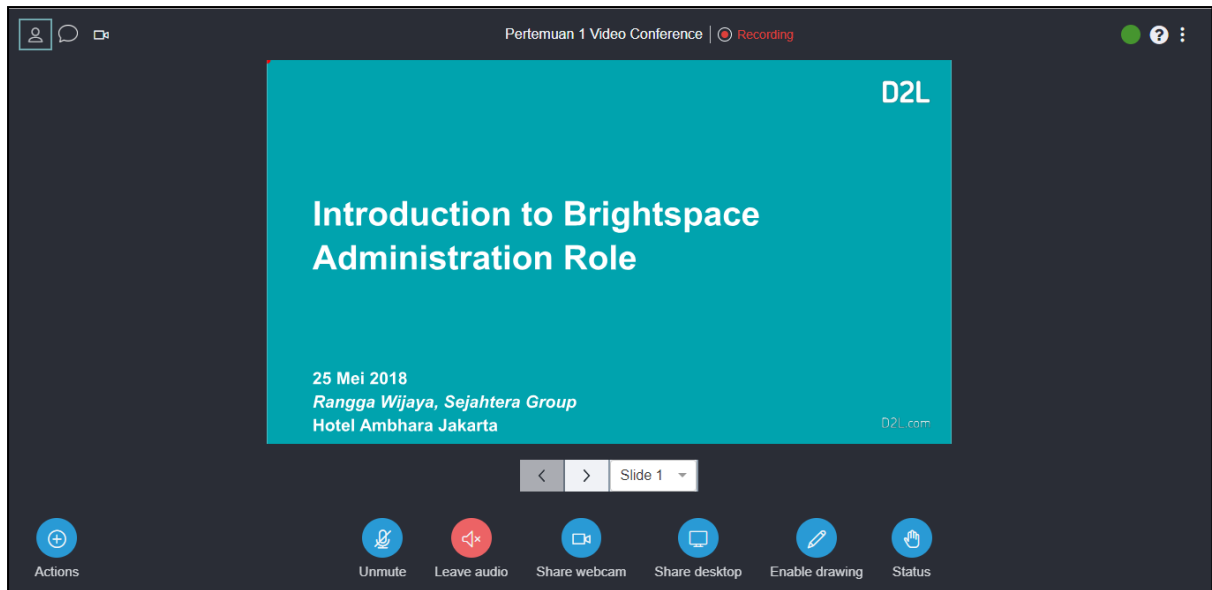 Pertemuan 1 Video Conference | Recording
D2L
Introduction to Brightspace
Administration Role
25 Mei 2018
Rangga Wijaya, Sejahtera Group
Hotel Ambhara Jakarta
D2L.com
Slide 1
Actions
Unmute
Leave audio
Share webcam
Share desktop
Enable drawing
Status